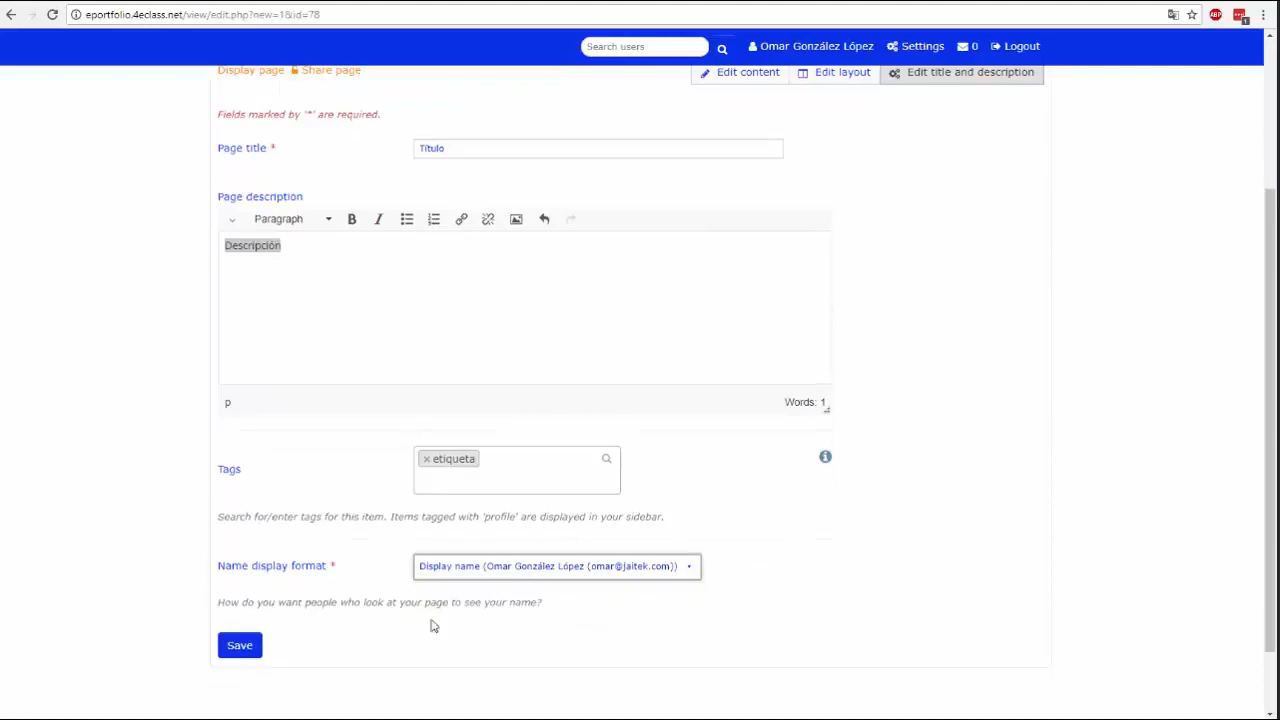 eportfolio.4eclass.net/view/edit.php?new=1&id=78
ABP
Search users
Omar González López
Settings
0
Logout
Display page
Share page
Edit content
Edit layout
Edit title and description
Fields marked by '*' are required.
Page title *
Título
Page description
Paragraph
B
I
Descripción
p
Words: 1
Tags
× etiqueta
Search for/enter tags for this item. Items tagged with 'profile' are displayed in your sidebar.
Name display format *
Display name (Omar González López (omar@jaitek.com))
How do you want people who look at your page to see your name?
Save